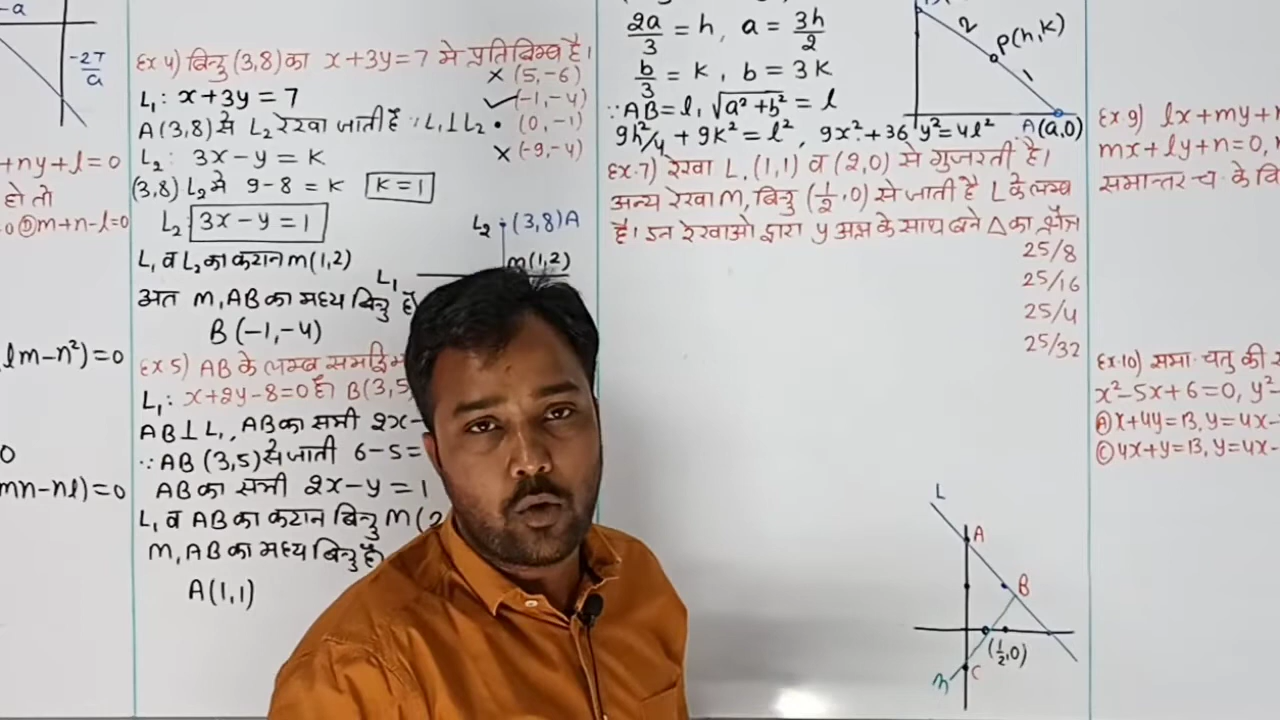 -a
-2T
a
+ny+l=0
हो तो
0 Ⓓ m+n-l=0
lm-n²)=0
0
mn-nl)=0
Ex 4) बिन्दु (3,8) का x+3y=7 मे प्रतिबिम्ब है।
× (5,-6)
✓ (-1,-4)
• (0,-1)
× (-9,-4)
L₁: x+3y=7
A(3,8) से L₂ रेखा जाती है ∵ L₁⊥L₂
L₂: 3x-y=K
(3,8) L₂ मे 9-8=K K=1
L₂ 3x-y=1
L₁ व L₂ का कटान M(1,2)
अत M, AB का मध्य बिन्दु है
B(-1,-4)
L₂ (3,8)A
M(1,2)
L₁
Ex 5) AB के लम्ब समद्वि
L₁: x+2y-8=0 है। B(3,5
AB⊥L₁, AB का समी 2x-
∵ AB (3,5) से जाती 6-5=
AB का समी 2x-y=1
L₁ व AB का कटान बिन्दु M(2
M, AB का मध्य बिन्दु है
A(1,1)
2a/3=h, a=3h/2
b/3=K, b=3K
∵ AB=l, √a²+b²=l
9h²/4+9K²=l², 9x²+36y²=4l²
2
P(h,k)
1
A(a,0)
Ex.7) रेखा L, (1,1) व (2,0) से गुजरती है।
अन्य रेखा M, बिन्दु (1/2,0) से जाती है L के लम्ब
है। इन रेखाओ द्वारा y अक्ष के साथ बने Δ का क्षेत्र
25/8
25/16
25/4
25/32
L
A
B
(1/2,0)
C
M
Ex 9) lx+my+
mx+ly+n=0,
समान्तर च. के वि
Ex.10) समा. चतु की
x²-5x+6=0, y²-
Ⓐ x+4y=13, y=4x-
Ⓒ 4x+y=13, y=4x-